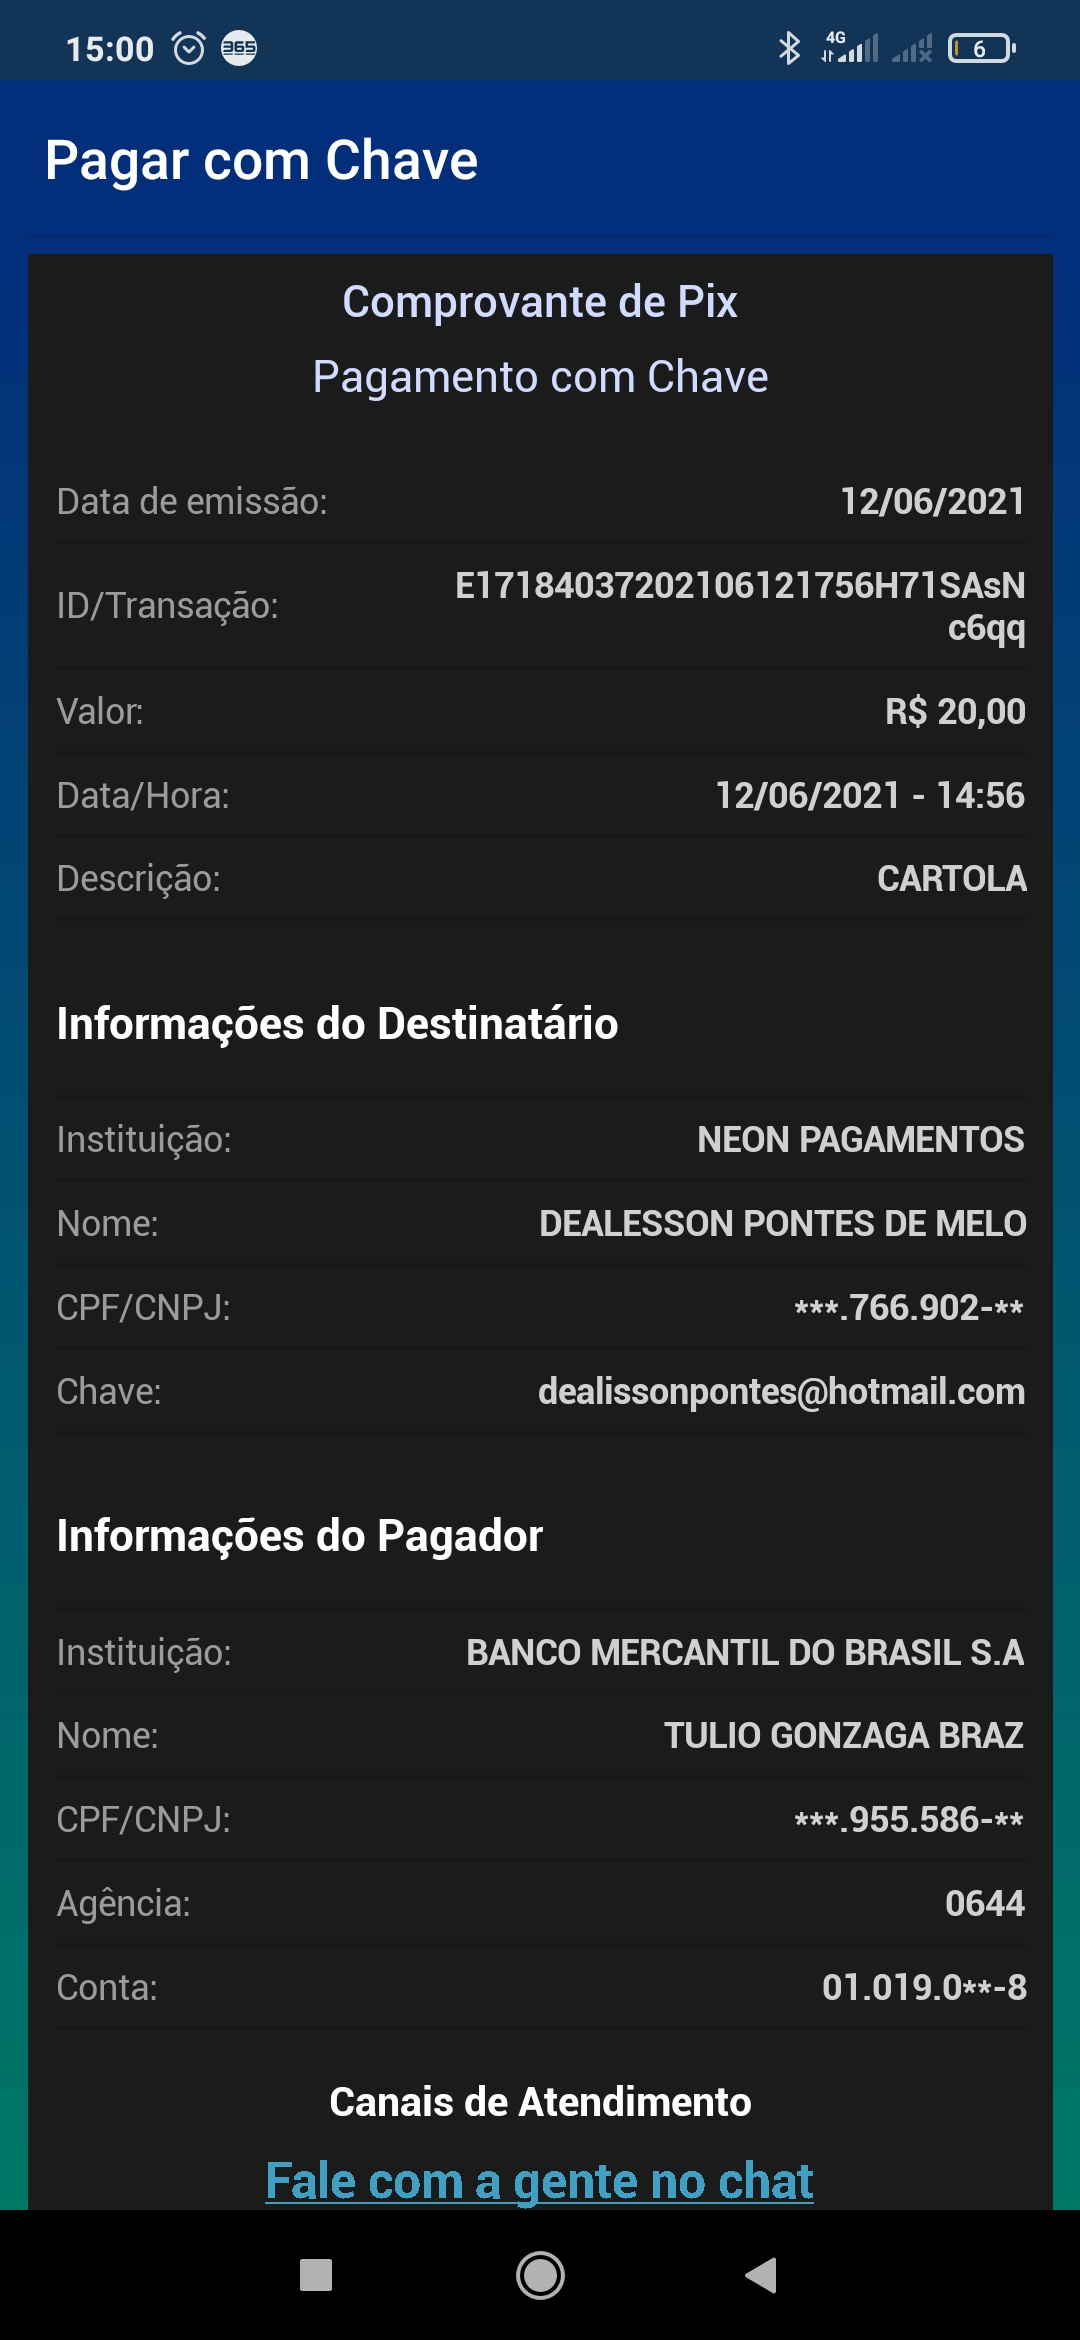 15:00 365 4G 6
Pagar com Chave
Comprovante de Pix
Pagamento com Chave
Data de emissão: 12/06/2021
ID/Transação: E17184037202106121756H71SAsN
c6qq
Valor: R$ 20,00
Data/Hora: 12/06/2021 - 14:56
Descrição: CARTOLA
Informações do Destinatário
Instituição: NEON PAGAMENTOS
Nome: DEALESSON PONTES DE MELO
CPF/CNPJ: ***.766.902-**
Chave: dealissonpontes@hotmail.com
Informações do Pagador
Instituição: BANCO MERCANTIL DO BRASIL S.A
Nome: TULIO GONZAGA BRAZ
CPF/CNPJ: ***.955.586-**
Agência: 0644
Conta: 01.019.0**-8
Canais de Atendimento
Fale com a gente no chat